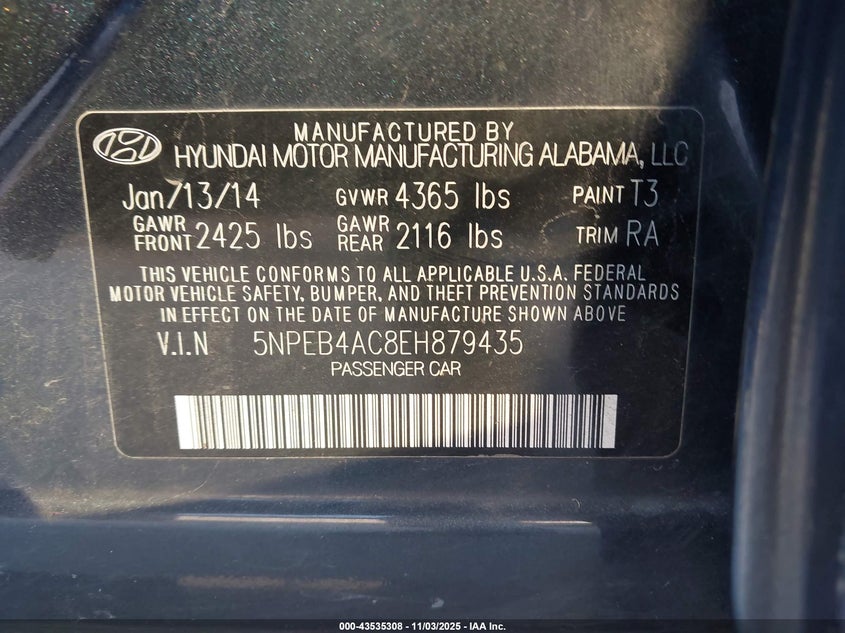 MANUFACTURED BY
HYUNDAI MOTOR MANUFACTURING ALABAMA, LLC
Jan/13/14 GVWR 4365 lbs PAINT T3
GAWR FRONT 2425 lbs GAWR REAR 2116 lbs TRIM RA
THIS VEHICLE CONFORMS TO ALL APPLICABLE U.S.A. FEDERAL
MOTOR VEHICLE SAFETY, BUMPER, AND THEFT PREVENTION STANDARDS
IN EFFECT ON THE DATE OF MANUFACTURE SHOWN ABOVE.
V.I.N 5NPEB4AC8EH879435
PASSENGER CAR
000-43535308 - 11/03/2025 - IAA Inc.